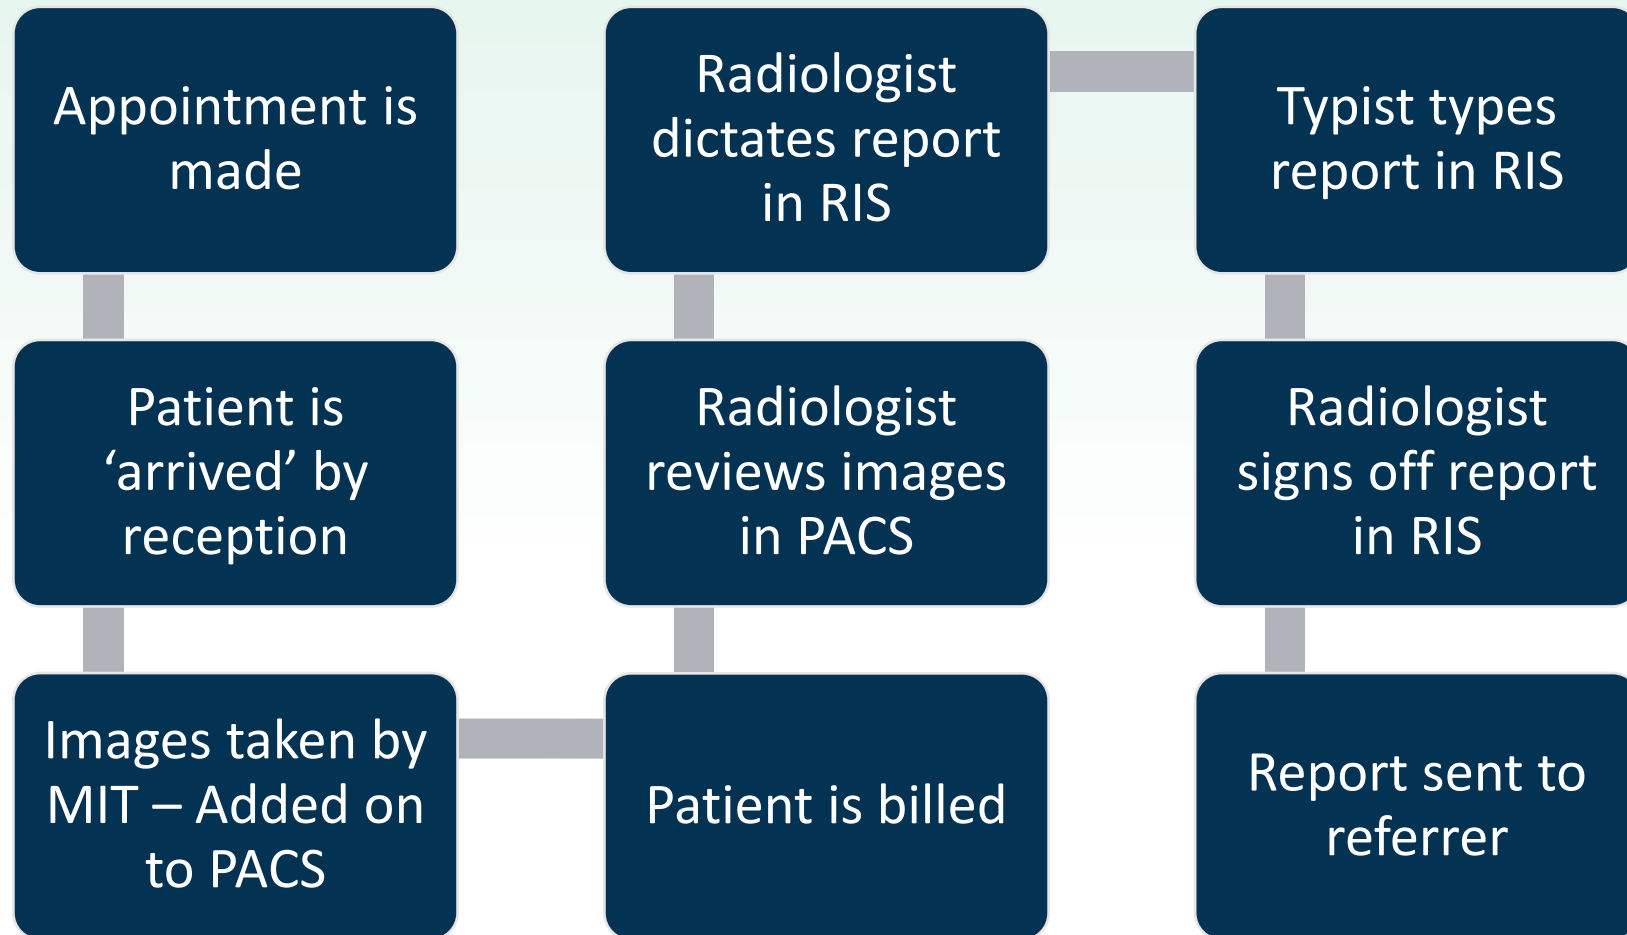 Appointment is
made
Patient is
‘arrived’ by
reception
Images taken by
MIT – Added on
to PACS
Patient is billed
Radiologist
reviews images
in PACS
Radiologist
dictates report
in RIS
Typist types
report in RIS
Radiologist
signs off report
in RIS
Report sent to
referrer